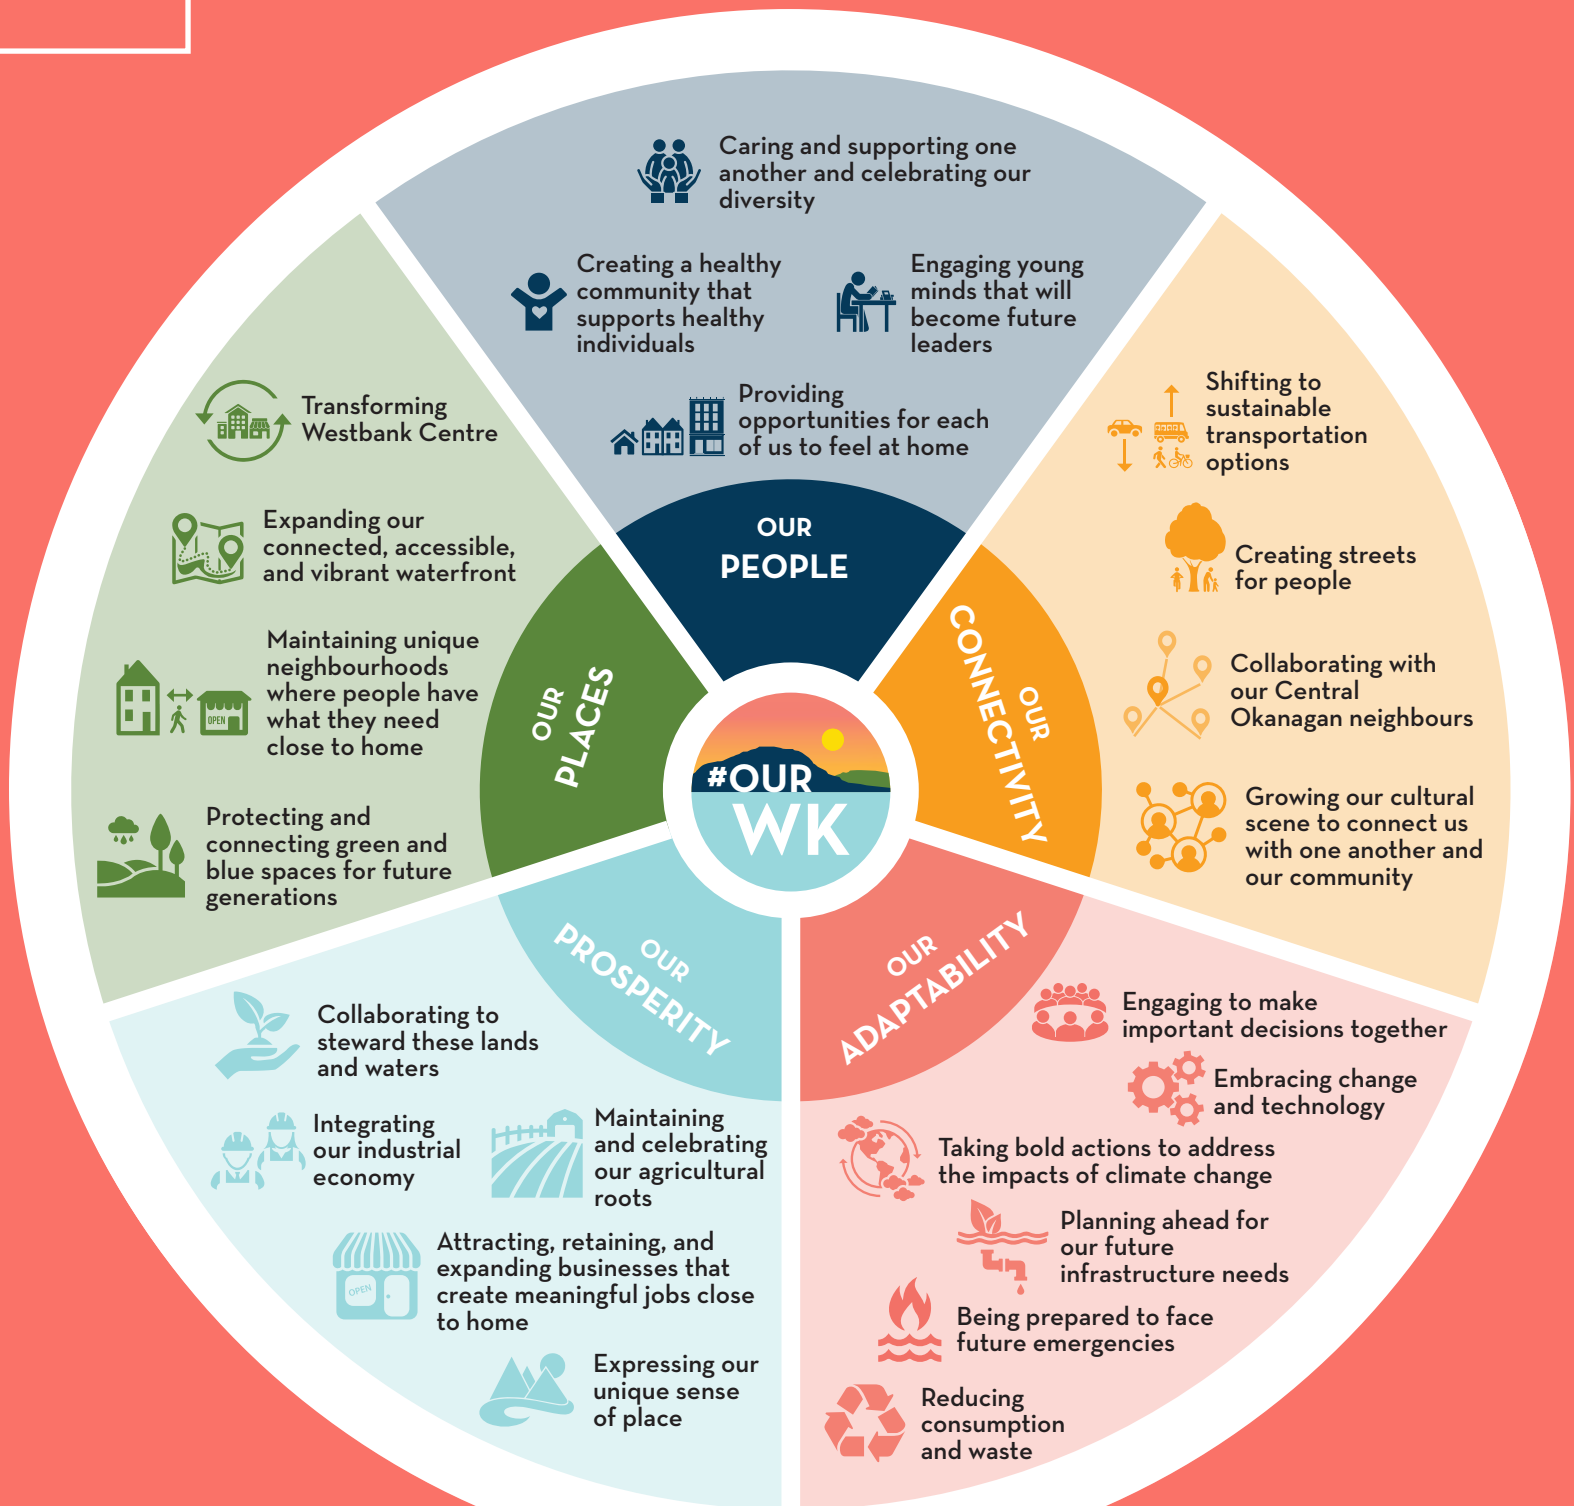 Caring and supporting one
another and celebrating our
diversity
Creating a healthy
community that
supports healthy
individuals
Engaging young
minds that will
become future
leaders
Providing
opportunities for each
of us to feel at home
OUR
PEOPLE
Shifting to
sustainable
transportation
options
Creating streets
for people
Collaborating with
our Central
Okanagan neighbours
Growing our cultural
scene to connect us
with one another and
our community
OUR
CONNECTIVITY
OUR
ADAPTABILITY
Engaging to make
important decisions together
Embracing change
and technology
Taking bold actions to address
the impacts of climate change
Planning ahead for
our future
infrastructure needs
Being prepared to face
future emergencies
Reducing
consumption
and waste
OUR
PROSPERITY
Collaborating to
steward these lands
and waters
Integrating
our industrial
economy
Maintaining
and celebrating
our agricultural
roots
Attracting, retaining, and
expanding businesses that
create meaningful jobs close
to home
OPEN
Expressing our
unique sense
of place
OUR
PLACES
Transforming
Westbank Centre
Expanding our
connected, accessible,
and vibrant waterfront
Maintaining unique
neighbourhoods
where people have
what they need
close to home
OPEN
Protecting and
connecting green and
blue spaces for future
generations
#OUR
WK